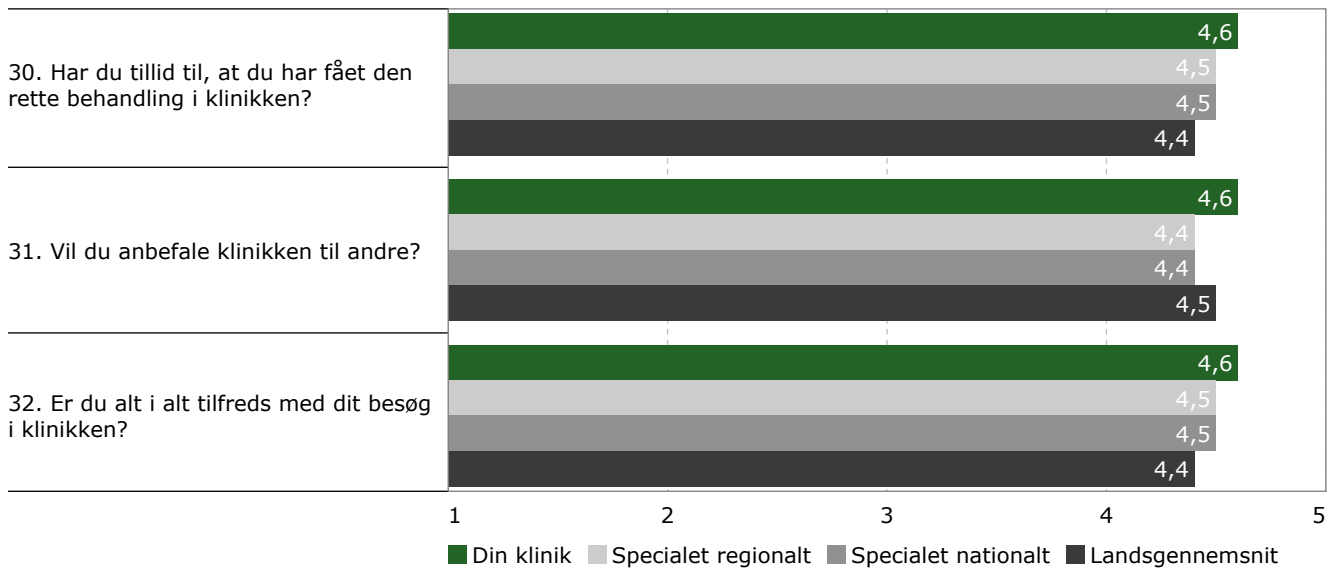 30. Har du tillid til, at du har fået den
rette behandling i klinikken?
4,6
4,5
4,5
4,4
31. Vil du anbefale klinikken til andre?
4,6
4,4
4,4
4,5
32. Er du alt i alt tilfreds med dit besøg
i klinikken?
4,6
4,5
4,5
4,4
1 2 3 4 5
Din klinik Specialet regionalt Specialet nationalt Landsgennemsnit